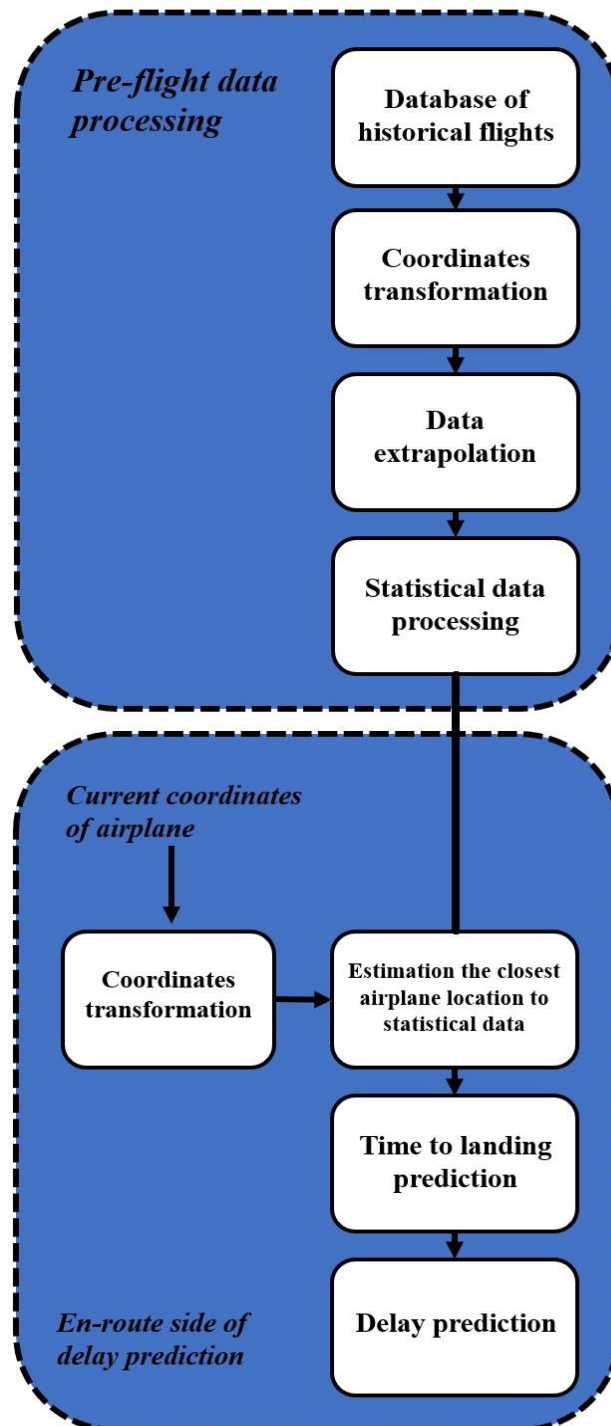 Pre-flight data
processing
Database of
historical flights
Coordinates
transformation
Data
extrapolation
Statistical data
processing
Current coordinates
of airplane
Coordinates
transformation
Estimation the closest
airplane location to
statistical data
Time to landing
prediction
Delay prediction
En-route side of
delay prediction